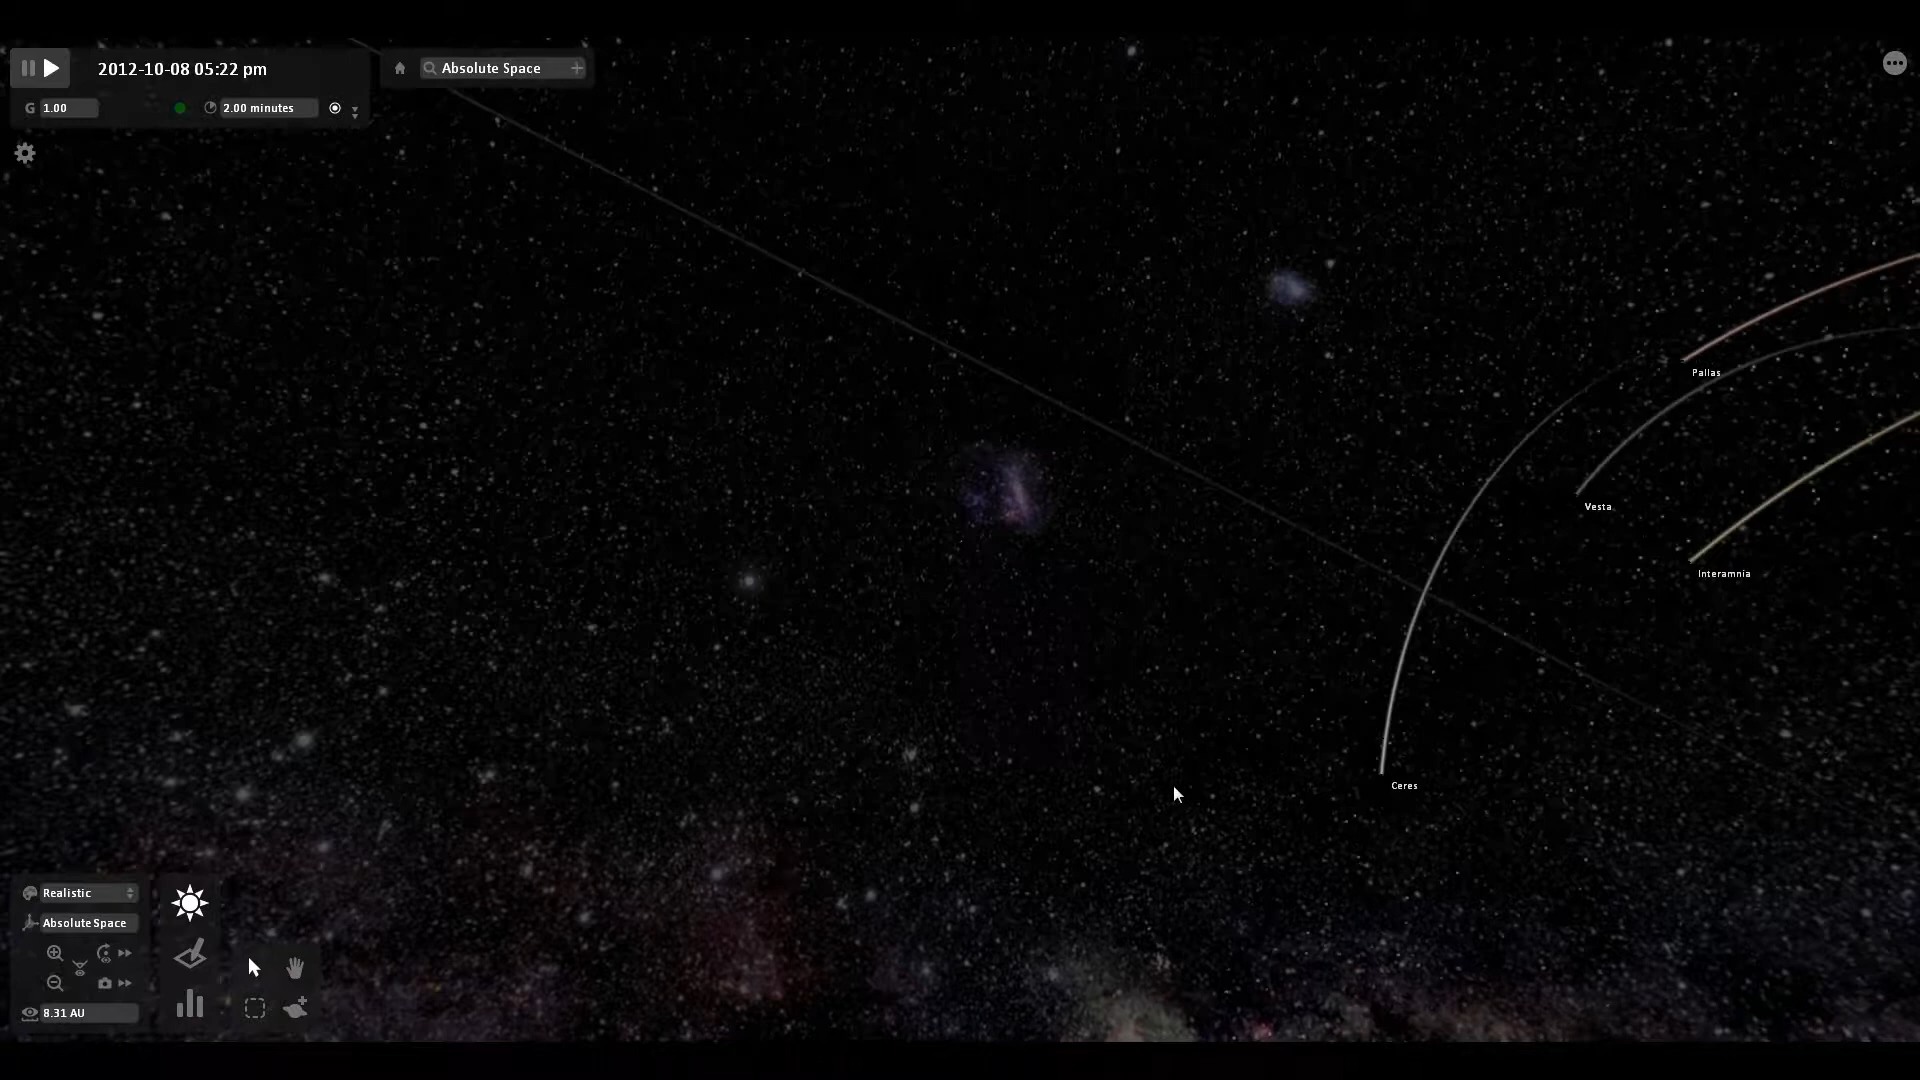 2012-10-08 05:22 pm
Absolute Space
G 1.00
2.00 minutes
Pallas
Vesta
Interamnia
Ceres
Realistic
Absolute Space
8.31 AU